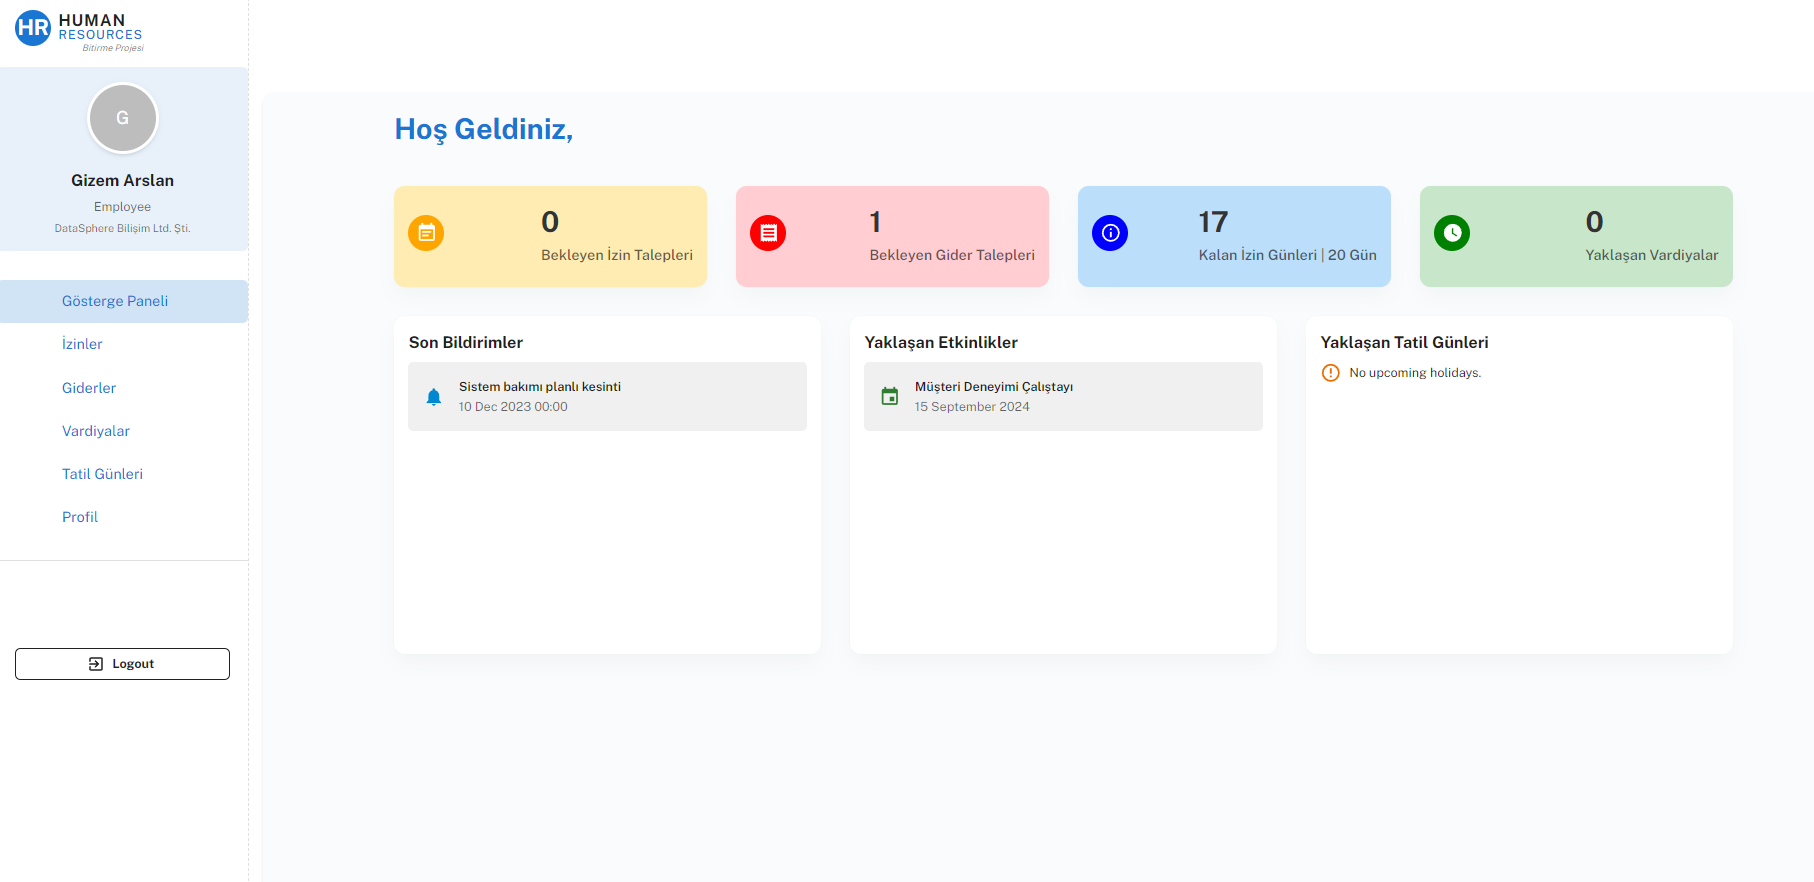 HR
HUMAN
RESOURCES
Bitirme Projesi
G
Gizem Arslan
Employee
DataSphere Bilişim Ltd. Şti.
Gösterge Paneli
İzinler
Giderler
Vardiyalar
Tatil Günleri
Profil
Logout
Hoş Geldiniz,
0
Bekleyen İzin Talepleri
1
Bekleyen Gider Talepleri
17
Kalan İzin Günleri | 20 Gün
0
Yaklaşan Vardiyalar
Son Bildirimler
Sistem bakımı planlı kesinti
10 Dec 2023 00:00
Yaklaşan Etkinlikler
Müşteri Deneyimi Çalıştayı
15 September 2024
Yaklaşan Tatil Günleri
No upcoming holidays.